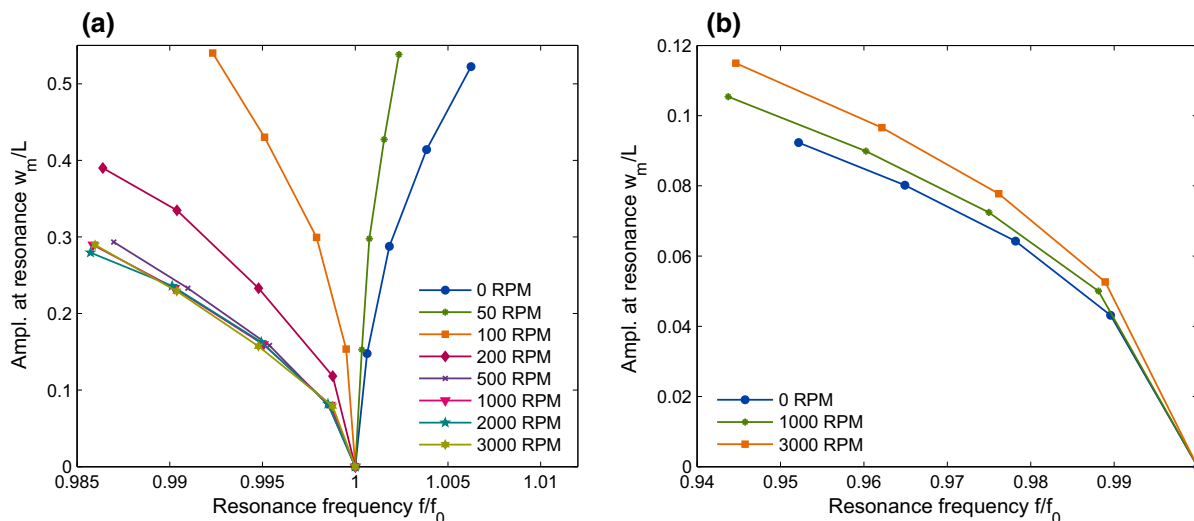 (a)
Ampl. at resonance w_m/L
0.5
0.4
0.3
0.2
0.1
0
0.985
0.99
0.995
1
1.005
1.01
Resonance frequency f/f_0
0 RPM
50 RPM
100 RPM
200 RPM
500 RPM
1000 RPM
2000 RPM
3000 RPM
(b)
Ampl. at resonance w_m/L
0.12
0.1
0.08
0.06
0.04
0.02
0
0.94
0.95
0.96
0.97
0.98
0.99
Resonance frequency f/f_0
0 RPM
1000 RPM
3000 RPM